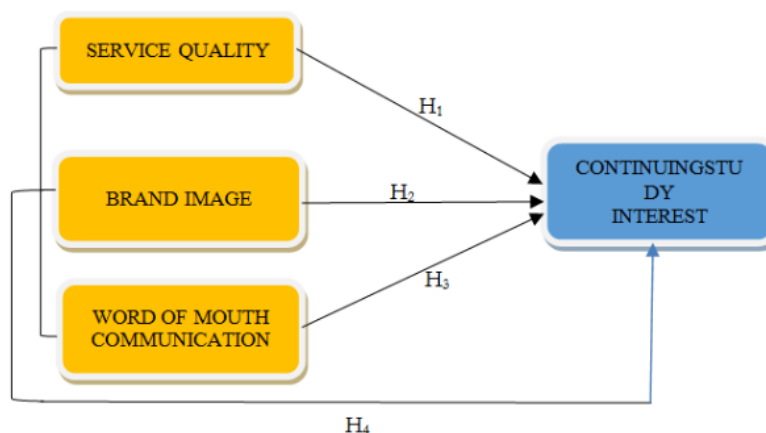 SERVICE QUALITY
H₁
CONTINUINGSTU
DY
INTEREST
BRAND IMAGE
H₂
H₃
WORD OF MOUTH
COMMUNICATION
H₄